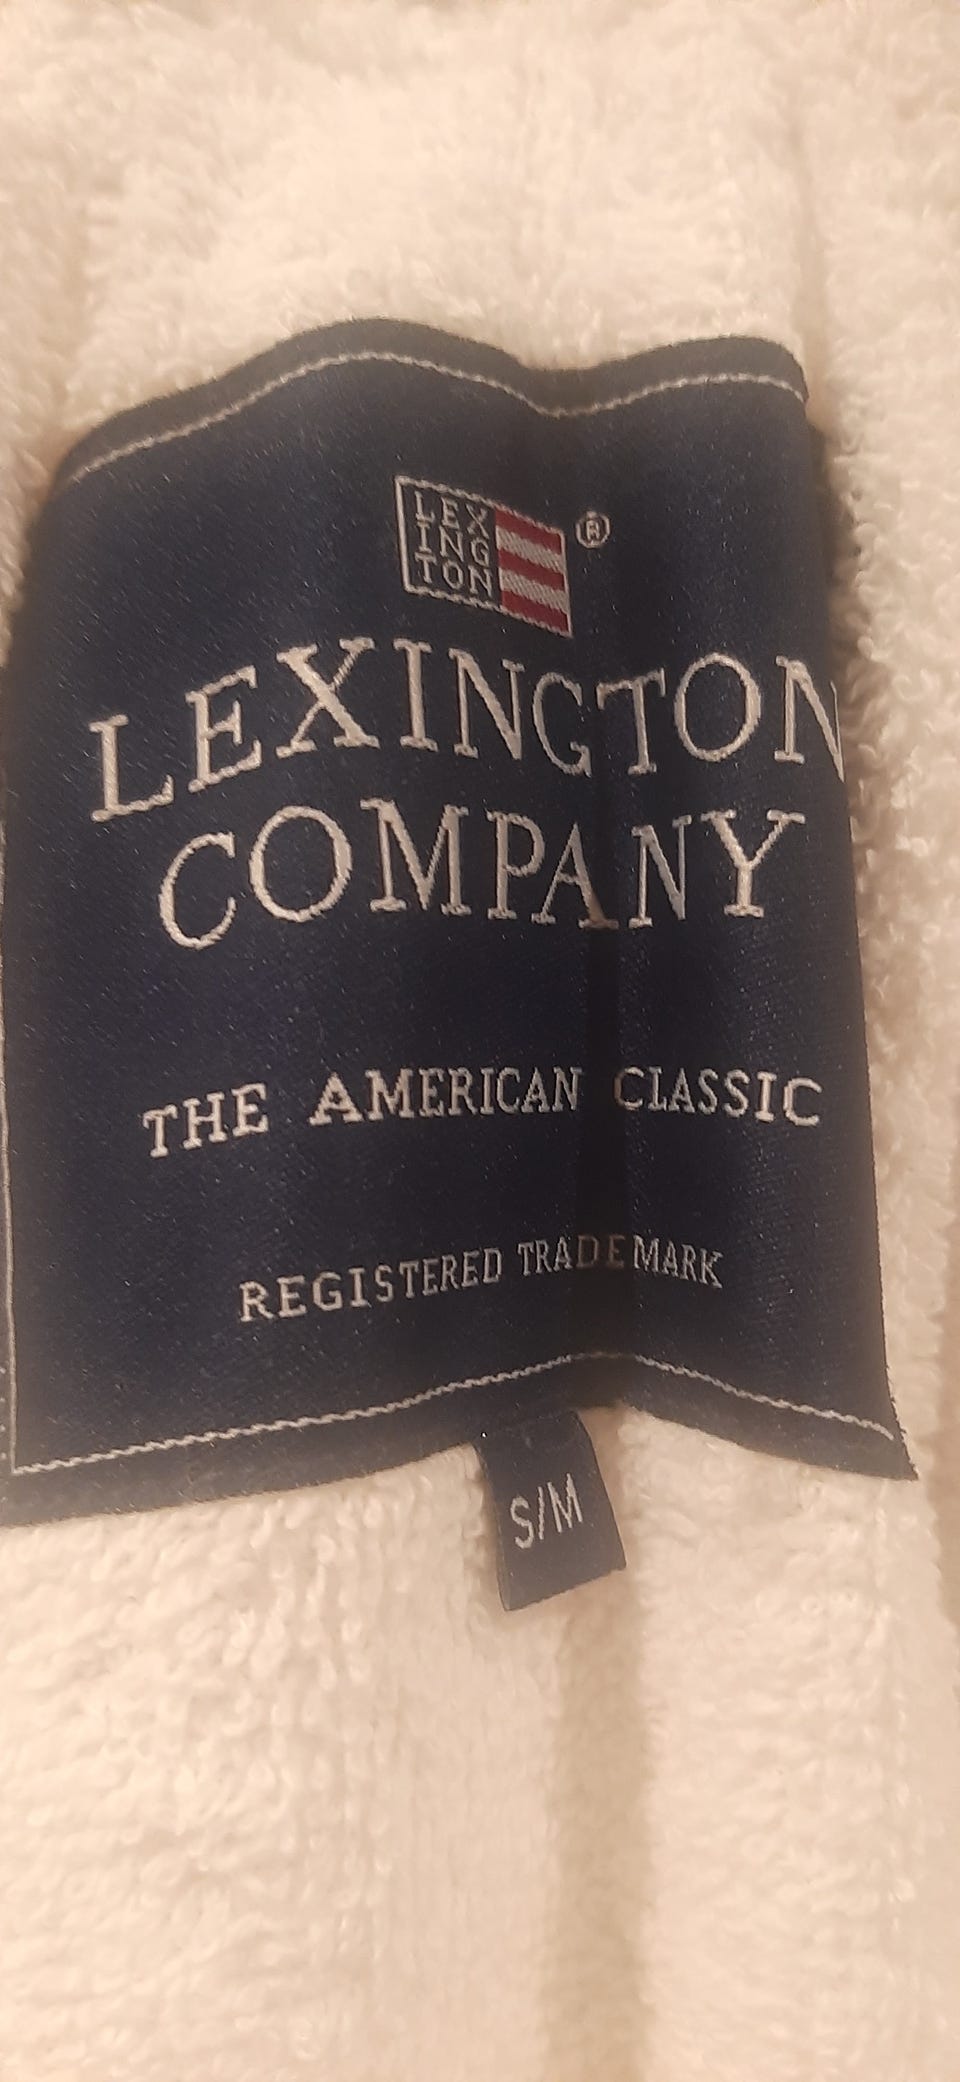 LEX
ING
TON
®
LEXINGTON
COMPANY
THE AMERICAN CLASSIC
REGISTERED TRADEMARK
S/M